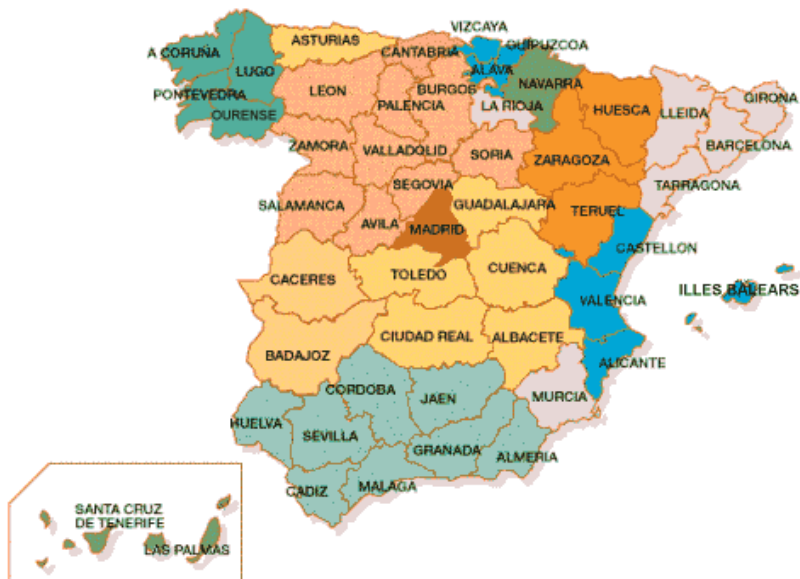 VIZCAYA
ASTURIAS
GUIPUZCOA
A CORUÑA
CANTABRIA
LUGO
ALAVA
NAVARRA
LEON
BURGOS
PONTEVEDRA
PALENCIA
LA RIOJA
HUESCA
LLEIDA
GIRONA
OURENSE
ZAMORA
VALLADOLID
SORIA
ZARAGOZA
BARCELONA
SEGOVIA
TARRAGONA
SALAMANCA
AVILA
GUADALAJARA
TERUEL
MADRID
CASTELLON
CACERES
TOLEDO
CUENCA
ILLES BALEARS
VALENCIA
CIUDAD REAL
ALBACETE
BADAJOZ
ALICANTE
CORDOBA
JAEN
MURCIA
HUELVA
SEVILLA
GRANADA
ALMERIA
CADIZ
MALAGA
SANTA CRUZ
DE TENERIFE
LAS PALMAS